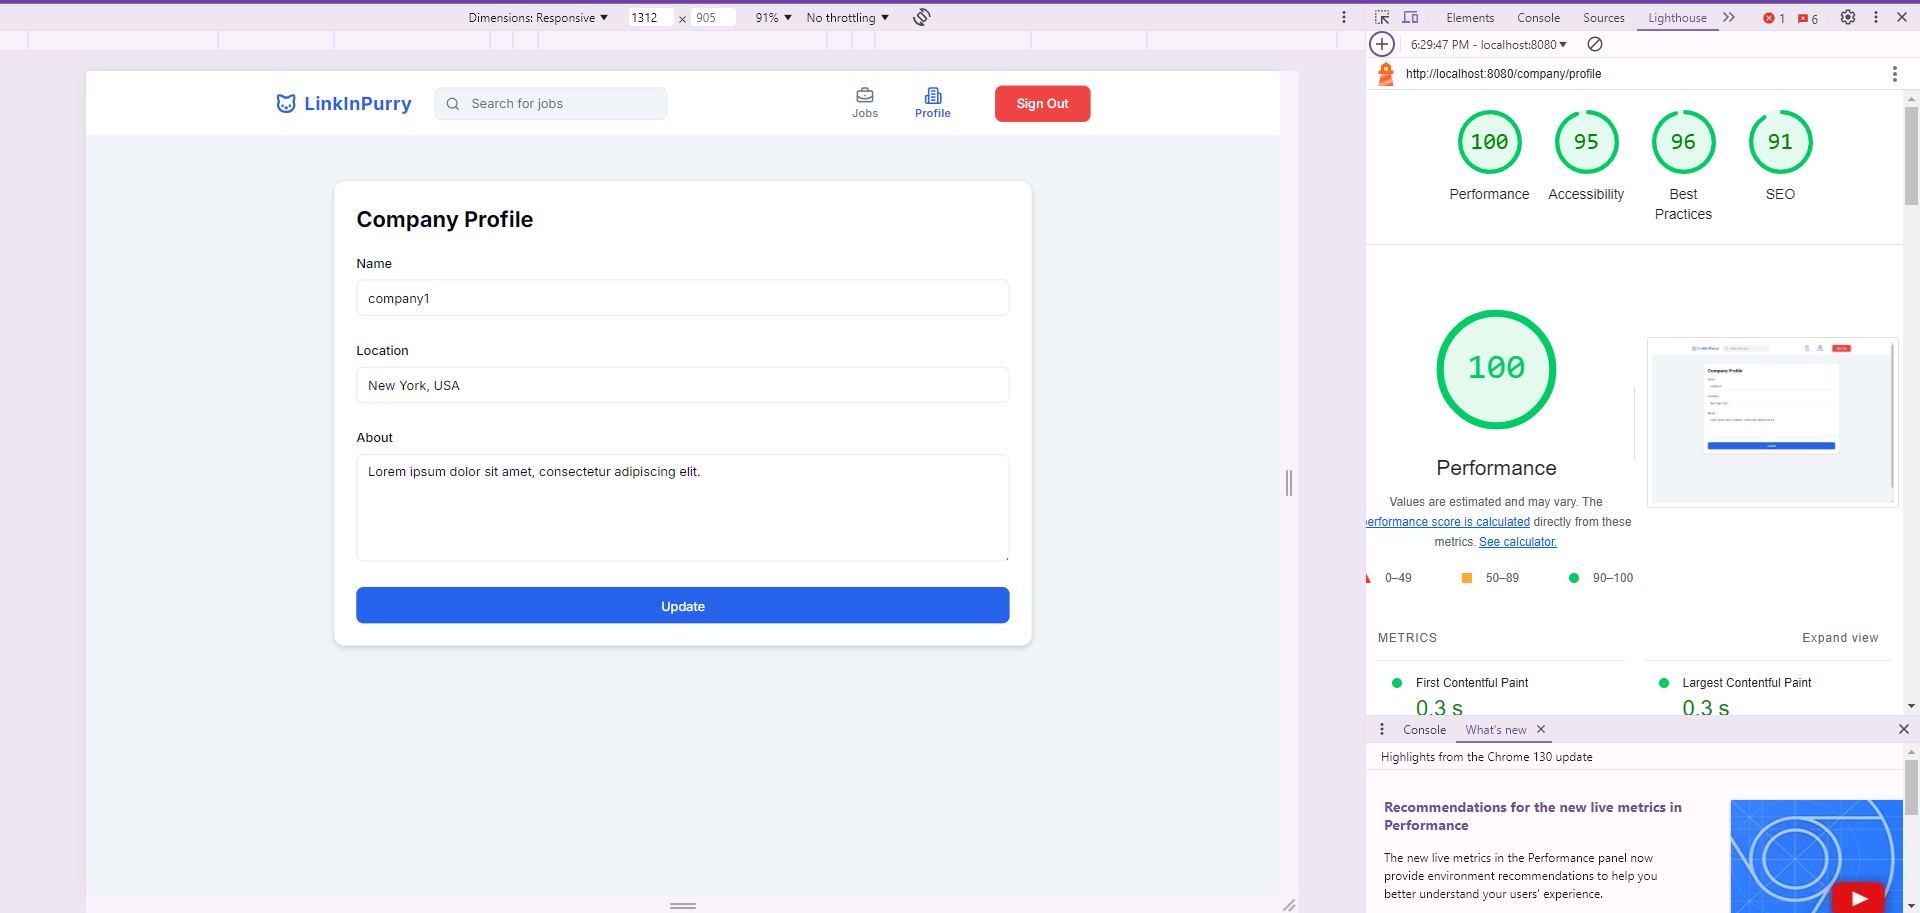 Dimensions: Responsive
1312
×
905
91%
No throttling
Elements
Console
Sources
Lighthouse
1
6
6:29:47 PM - localhost:8080
http://localhost:8080/company/profile
LinkInPurry
Search for jobs
Jobs
Profile
Sign Out
Company Profile
Name
company1
Location
New York, USA
About
Lorem ipsum dolor sit amet, consectetur adipiscing elit.
Update
100
95
96
91
Performance
Accessibility
Best
Practices
SEO
100
Performance
Values are estimated and may vary. The
performance score is calculated directly from these
metrics. See calculator.
0–49
50–89
90–100
METRICS
Expand view
First Contentful Paint
0.3 s
Largest Contentful Paint
0.3 s
Console
What's new
Highlights from the Chrome 130 update
Recommendations for the new live metrics in
Performance
The new live metrics in the Performance panel now
provide environment recommendations to help you
better understand your users' experience.